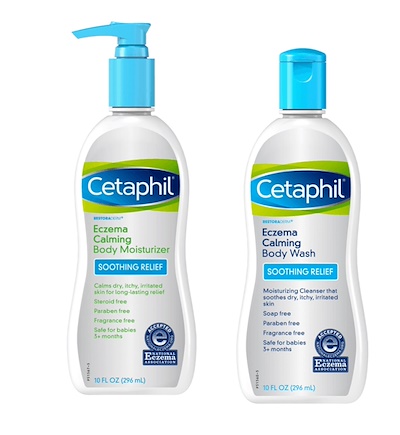 Cetaphil®
RESTORADERM®
Eczema
Calming
Body Moisturizer
SOOTHING RELIEF
Calms dry, itchy, irritated
skin for long-lasting relief
Steroid free
Paraben free
Fragrance free
Safe for babies
3+ months
ACCEPTED
e
NATIONAL
Eczema
ASSOCIATION
10 FL OZ (296 mL)
Cetaphil®
RESTORADERM®
Eczema
Calming
Body Wash
SOOTHING RELIEF
Moisturizing Cleanser that
soothes dry, itchy, irritated
skin
Soap free
Paraben free
Fragrance free
Safe for babies
3+ months
ACCEPTED
e
NATIONAL
Eczema
ASSOCIATION
10 FL OZ (296 mL)